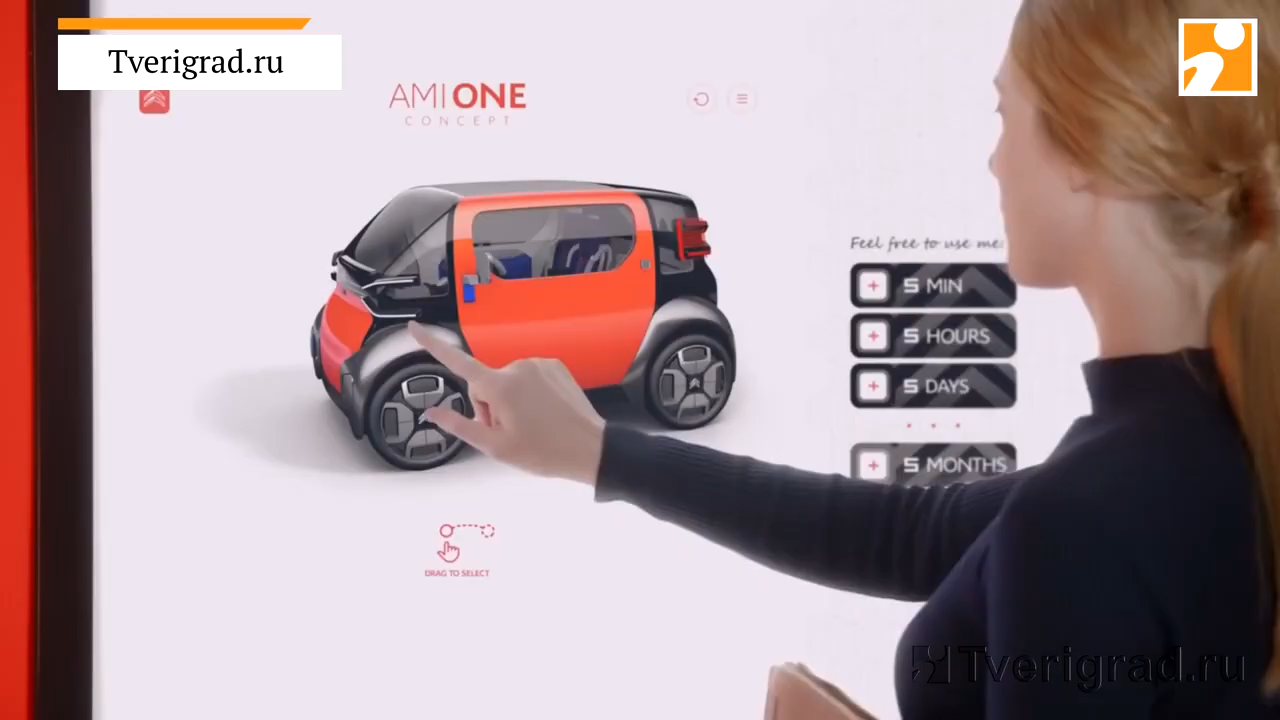 Tverigrad.ru
AMI ONE
CONCEPT
Feel free to use me:
5 MIN
5 HOURS
5 DAYS
5 MONTHS
DRAG TO SELECT
Tverigrad.ru